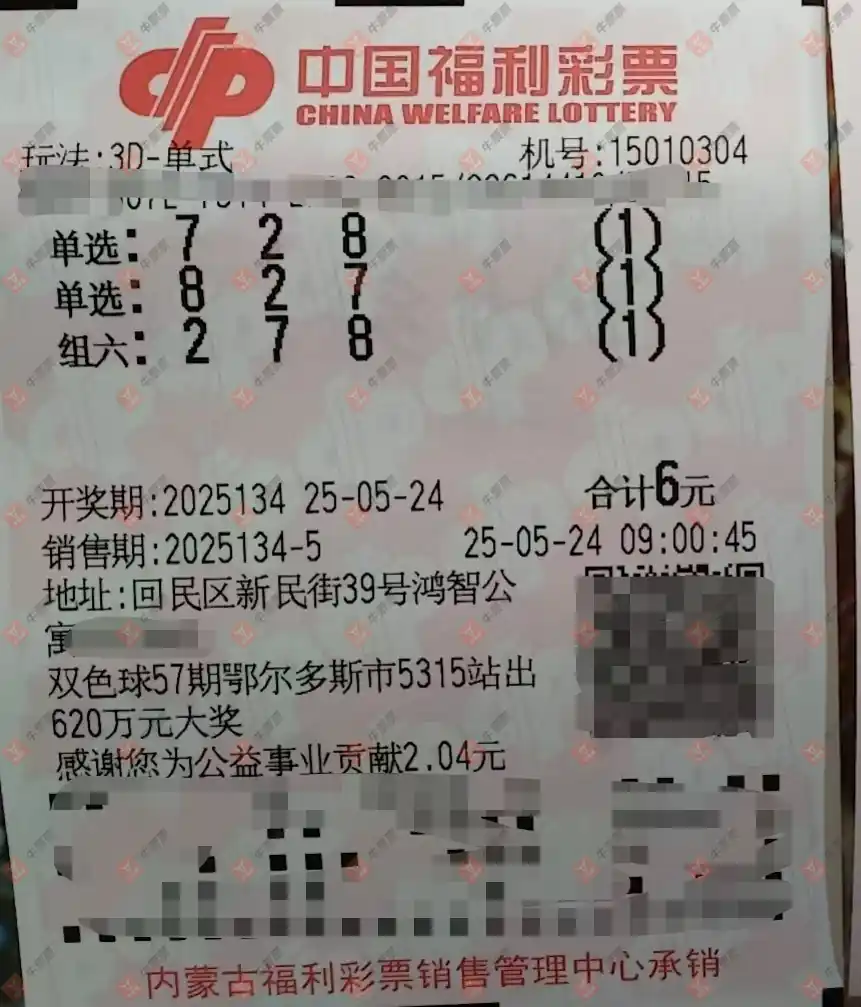 中国福利彩票
CHINA WELFARE LOTTERY
玩法:3D-单式 机号:15010304
单选: 7 2 8 (1)
单选: 8 2 7 (1)
组六: 2 7 8 (1)
开奖期:2025134 25-05-24 合计6元
销售期:2025134-5 25-05-24 09:00:45
地址:回民区新民街39号鸿智公
寓
双色球57期鄂尔多斯市5315站出
620万元大奖
感谢您为公益事业贡献2.04元
内蒙古福利彩票销售管理中心承销